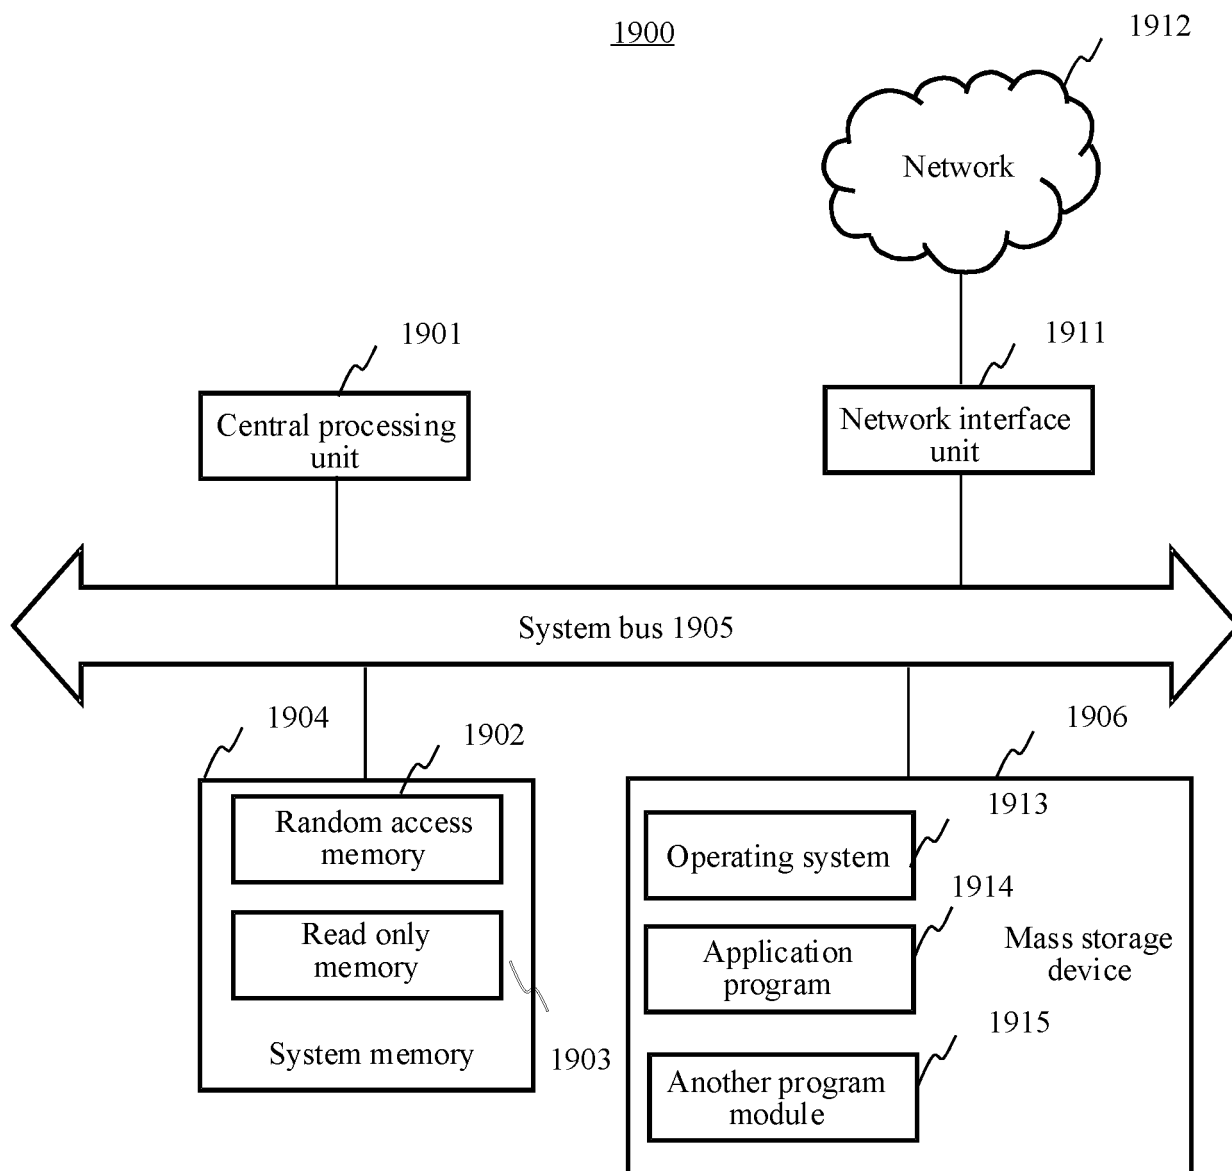 1900
1912
Network
1901
1911
Central processing
unit
Network interface
unit
System bus 1905
1904
1902
1906
Random access
memory
1913
Operating system
Read only
memory
1914
Application
program
Mass storage
device
1903
System memory
1915
Another program
module